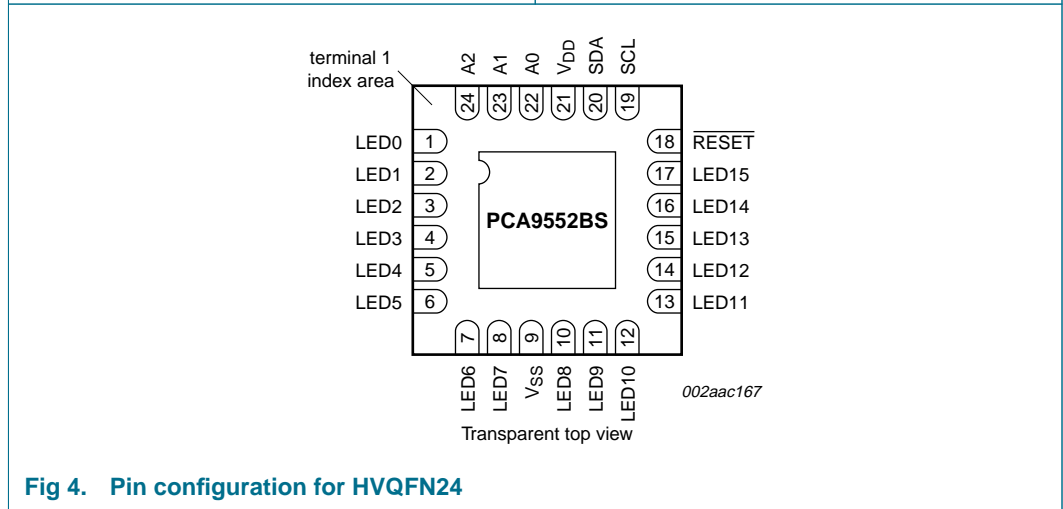 terminal 1
index area
A2
A1
A0
VDD
SDA
SCL
24
23
22
21
20
19
LED0 1
18 RESET
LED1 2
17 LED15
LED2 3
16 LED14
PCA9552BS
LED3 4
15 LED13
LED4 5
14 LED12
LED5 6
13 LED11
7
8
9
10
11
12
LED6
LED7
VSS
LED8
LED9
LED10
002aac167
Transparent top view
Fig 4. Pin configuration for HVQFN24